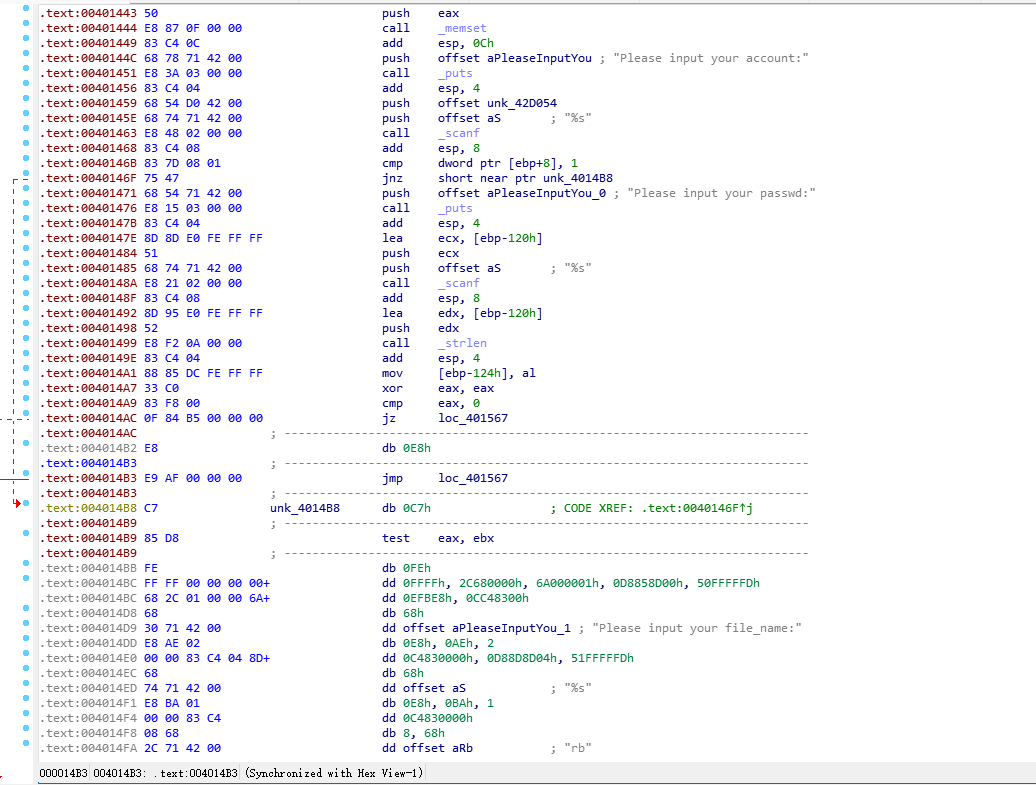 .text:00401443 50 push eax
.text:00401444 E8 87 0F 00 00 call _memset
.text:00401449 83 C4 0C add esp, 0Ch
.text:0040144C 68 78 71 42 00 push offset aPleaseInputYou ; "Please input your account:"
.text:00401451 E8 3A 03 00 00 call _puts
.text:00401456 83 C4 04 add esp, 4
.text:00401459 68 54 D0 42 00 push offset unk_42D054
.text:0040145E 68 74 71 42 00 push offset aS ; "%s"
.text:00401463 E8 48 02 00 00 call _scanf
.text:00401468 83 C4 08 add esp, 8
.text:0040146B 83 7D 08 01 cmp dword ptr [ebp+8], 1
.text:0040146F 75 47 jnz short near ptr unk_4014B8
.text:00401471 68 54 71 42 00 push offset aPleaseInputYou_0 ; "Please input your passwd:"
.text:00401476 E8 15 03 00 00 call _puts
.text:0040147B 83 C4 04 add esp, 4
.text:0040147E 8D 8D E0 FE FF FF lea ecx, [ebp-120h]
.text:00401484 51 push ecx
.text:00401485 68 74 71 42 00 push offset aS ; "%s"
.text:0040148A E8 21 02 00 00 call _scanf
.text:0040148F 83 C4 08 add esp, 8
.text:00401492 8D 95 E0 FE FF FF lea edx, [ebp-120h]
.text:00401498 52 push edx
.text:00401499 E8 F2 0A 00 00 call _strlen
.text:0040149E 83 C4 04 add esp, 4
.text:004014A1 88 85 DC FE FF FF mov [ebp-124h], al
.text:004014A7 33 C0 xor eax, eax
.text:004014A9 83 F8 00 cmp eax, 0
.text:004014AC 0F 84 B5 00 00 00 jz loc_401567
.text:004014AC ; ---------------------------------------------------------------------------
.text:004014B2 E8 db 0E8h
.text:004014B3 ; ---------------------------------------------------------------------------
.text:004014B3 E9 AF 00 00 00 jmp loc_401567
.text:004014B3 ; ---------------------------------------------------------------------------
.text:004014B8 C7 unk_4014B8 db 0C7h ; CODE XREF: .text:0040146F↑j
.text:004014B9 ; ---------------------------------------------------------------------------
.text:004014B9 85 D8 test eax, ebx
.text:004014B9 ; ---------------------------------------------------------------------------
.text:004014BB FE db 0FEh
.text:004014BC FF FF 00 00 00 00+ dd 0FFFFh, 2C680000h, 6A000001h, 0D8858D00h, 50FFFFFDh
.text:004014BC 68 2C 01 00 00 6A+ dd 0EFBE8h, 0CC48300h
.text:004014D8 68 db 68h
.text:004014D9 30 71 42 00 dd offset aPleaseInputYou_1 ; "Please input your file_name:"
.text:004014DD E8 AE 02 db 0E8h, 0AEh, 2
.text:004014E0 00 00 83 C4 04 8D+ dd 0C4830000h, 0D88D8D04h, 51FFFFFDh
.text:004014EC 68 db 68h
.text:004014ED 74 71 42 00 dd offset aS ; "%s"
.text:004014F1 E8 BA 01 db 0E8h, 0BAh, 1
.text:004014F4 00 00 83 C4 dd 0C4830000h
.text:004014F8 08 68 db 8, 68h
.text:004014FA 2C 71 42 00 dd offset aRb ; "rb"
000014B3 004014B3: .text:004014B3 (Synchronized with Hex View-1)